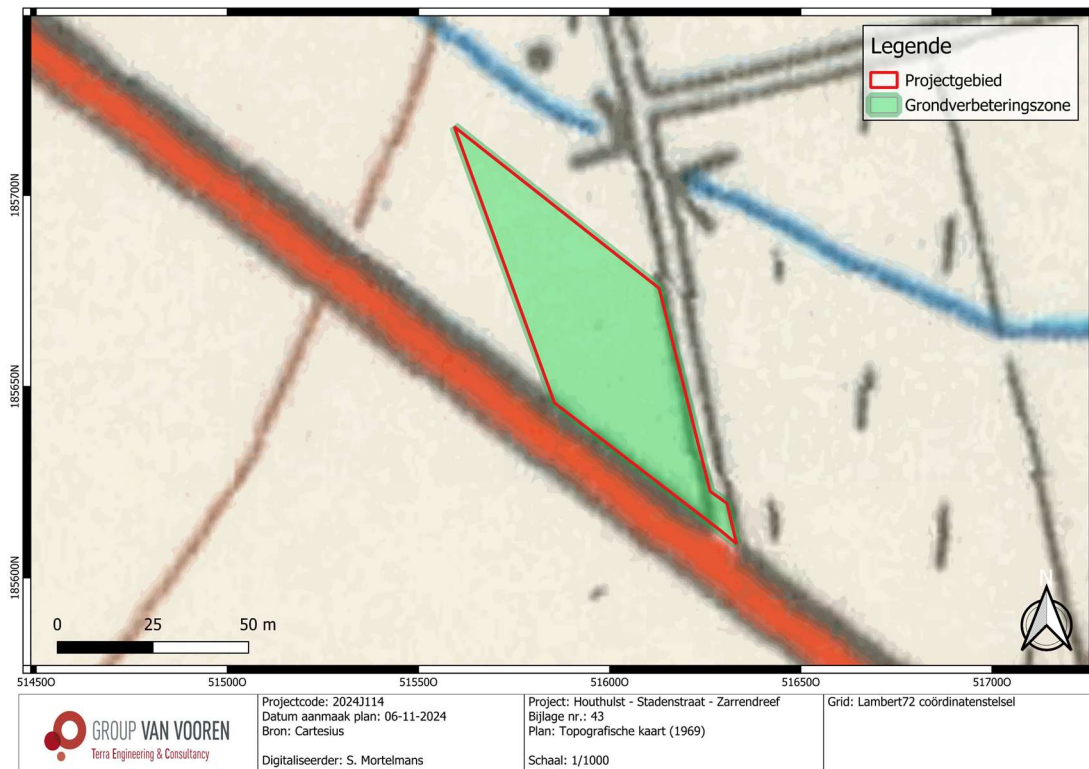 Legende
Projectgebied
Grondverbeteringszone
185700N
185650N
185600N
N
0 25 50 m
514500 515000 515500 516000 516500 517000
GROUP VAN VOOREN
Terra Engineering & Consultancy
Projectcode: 2024J114
Datum aanmaak plan: 06-11-2024
Bron: Cartesius
Digitaliseerder: S. Mortelmans
Project: Houthulst - Stadenstraat - Zarrendreef
Bijlage nr.: 43
Plan: Topografische kaart (1969)
Schaal: 1/1000
Grid: Lambert72 coördinatenstelsel